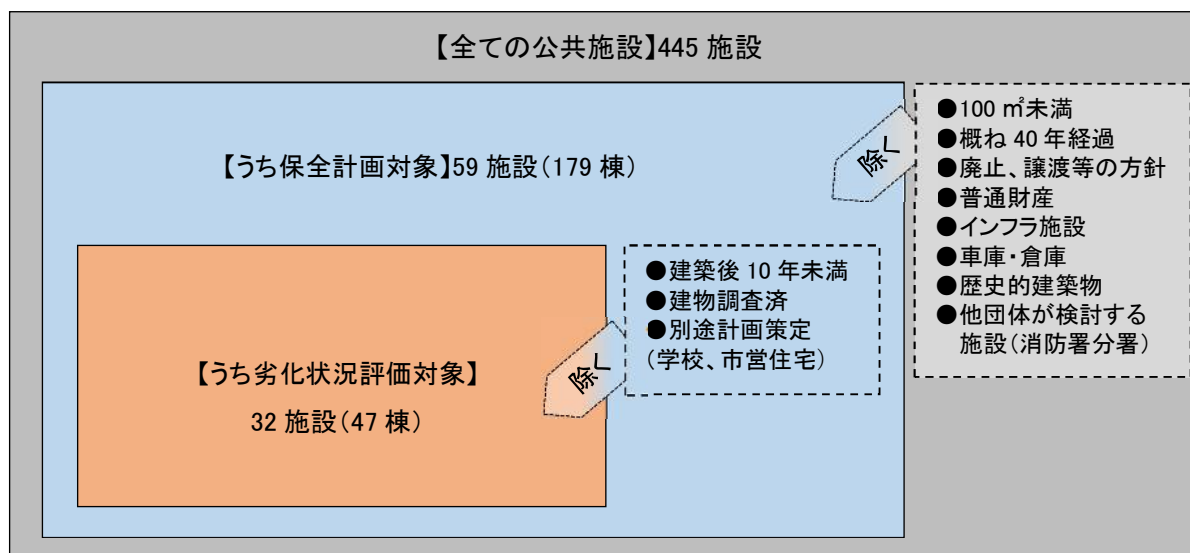 【全ての公共施設】445 施設
【うち保全計画対象】59 施設(179 棟)
除く
●100 ㎡未満
●概ね 40 年経過
●廃止、譲渡等の方針
●普通財産
●インフラ施設
●車庫・倉庫
●歴史的建築物
●他団体が検討する
施設(消防署分署)
【うち劣化状況評価対象】
32 施設(47 棟)
除く
●建築後 10 年未満
●建物調査済
●別途計画策定
(学校、市営住宅)